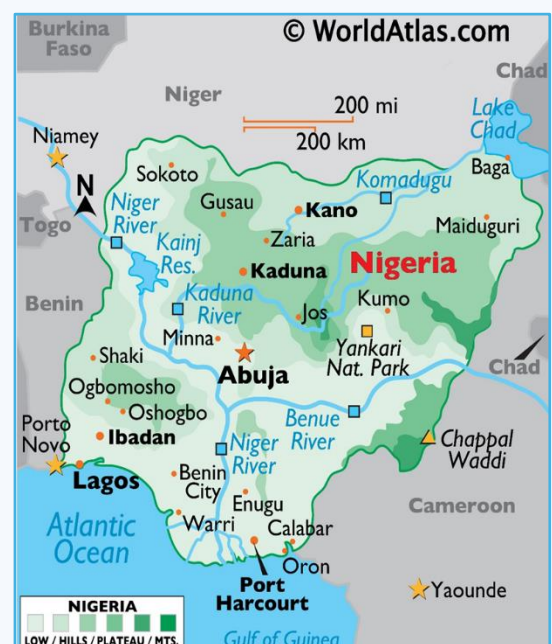 © WorldAtlas.com
Burkina
Faso
Chad
Niger
200 mi
200 km
Lake
Chad
Niamey
Baga
Sokoto
Komadugu
N
Gusau
Kano
Niger
River
Maiduguri
Togo
Zaria
Kainj
Res.
Kaduna
Nigeria
Kaduna
River
Kumo
Benin
Jos
Minna
Yankari
Nat. Park
Shaki
Abuja
Chad
Ogbomosho
Oshogbo
Benue
River
Porto
Novo
Ibadan
Niger
River
Chappal
Waddi
Lagos
Benin
City
Enugu
Cameroon
Atlantic
Ocean
Warri
Calabar
Oron
Port
Harcourt
Yaounde
NIGERIA
LOW / HILLS / PLATEAU / MTS.
Gulf of Guinea